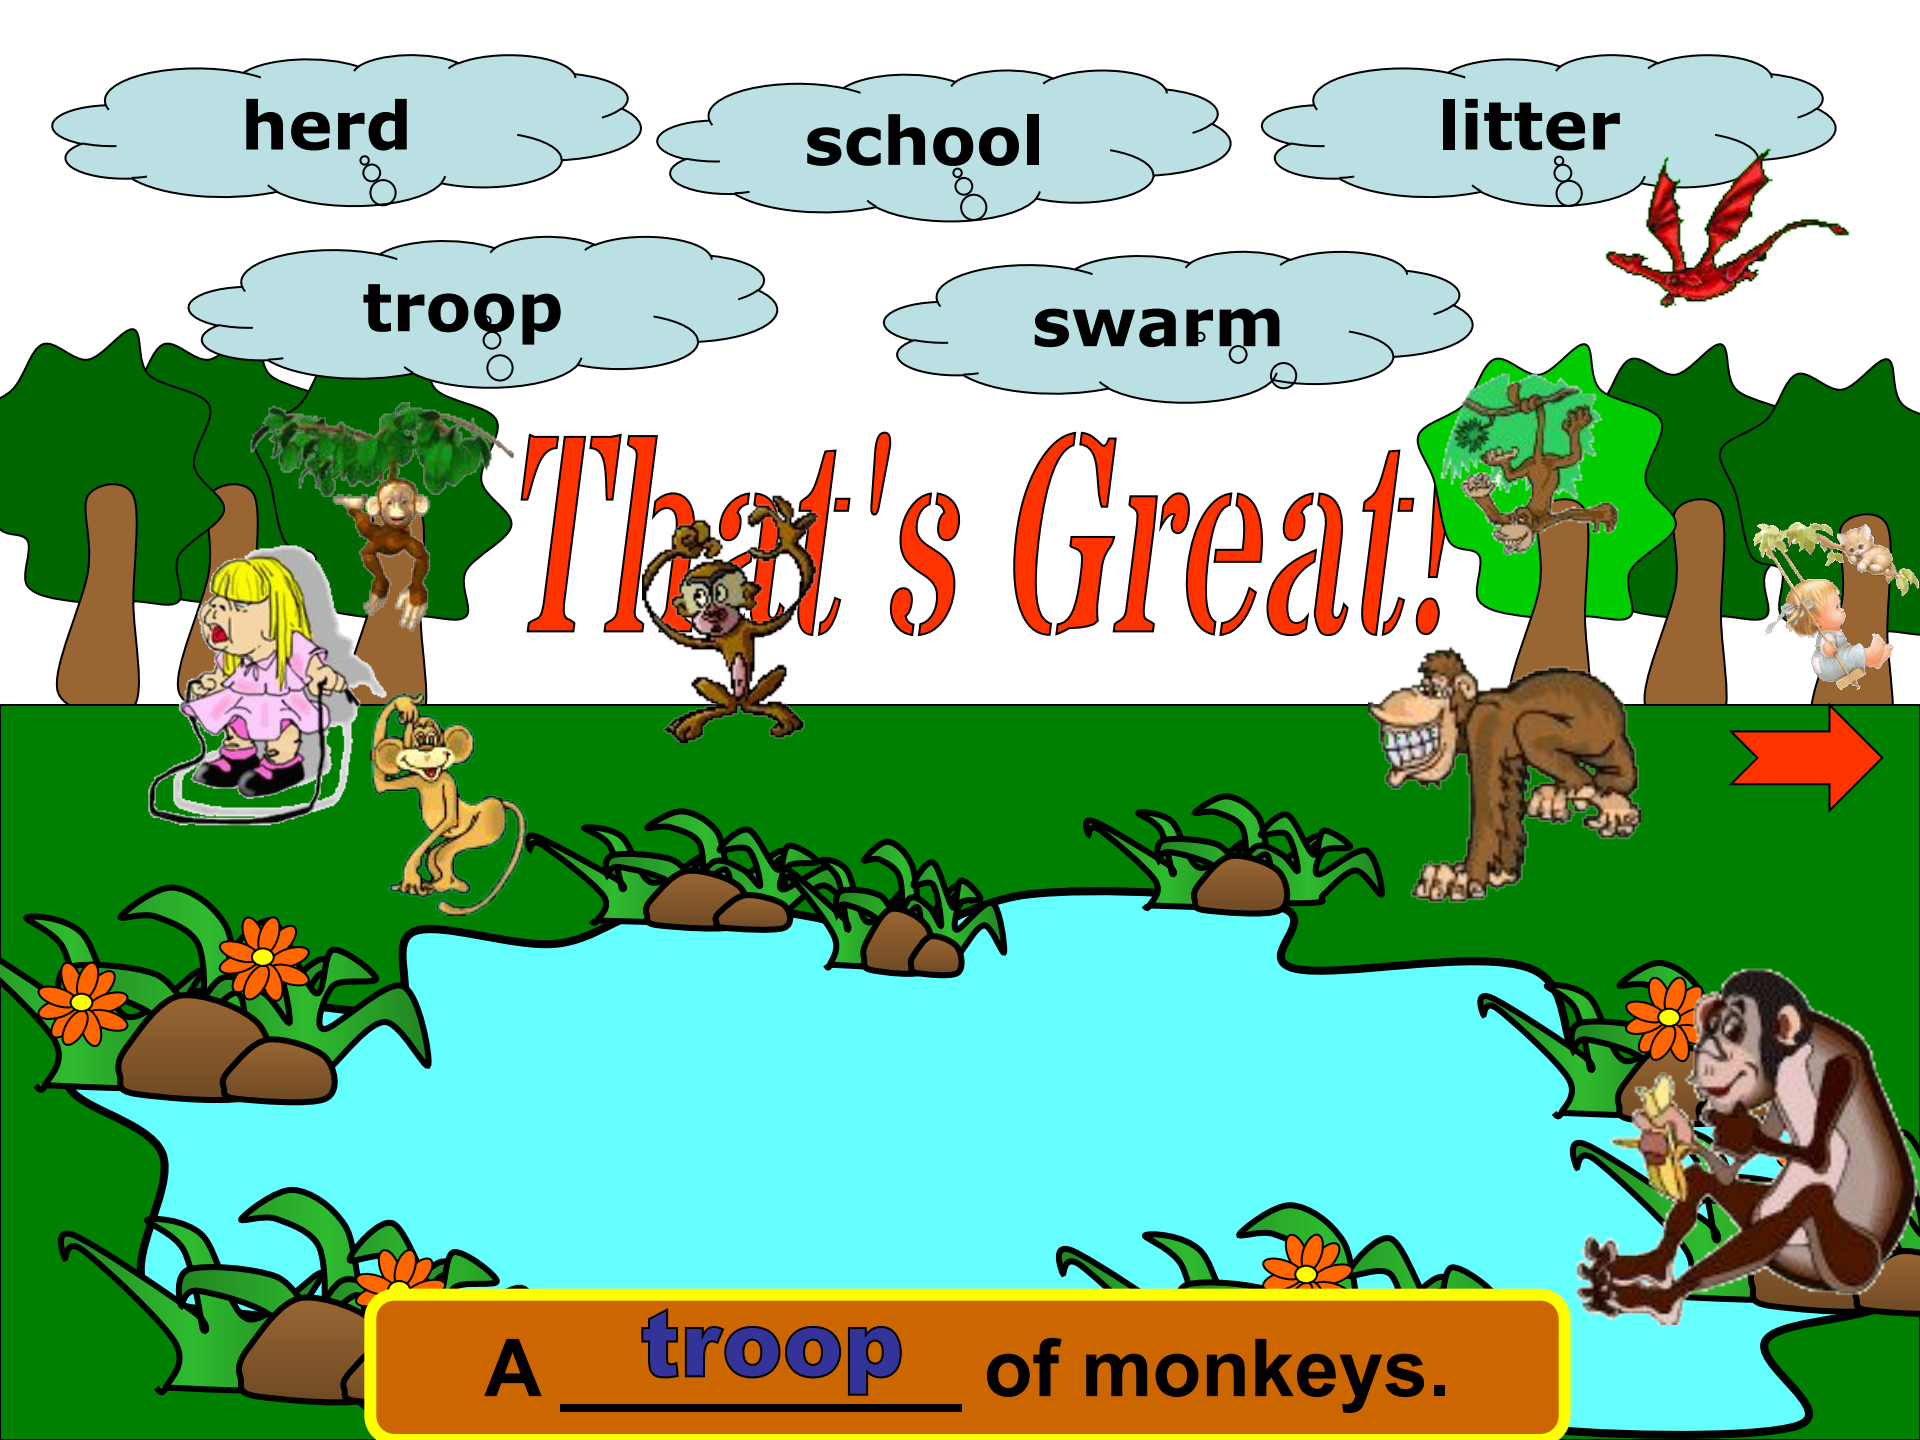 herd
school
litter
troop
swarm
That's Great!
A troop of monkeys.